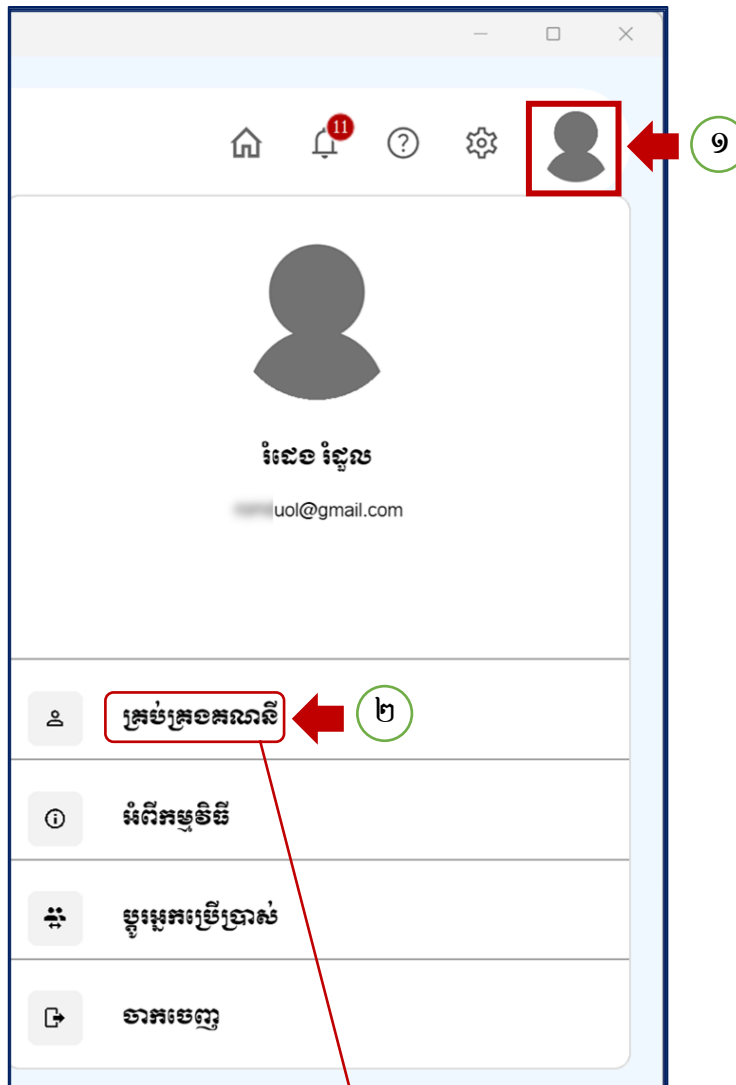 11
១
រំដេង រំដួល
uol@gmail.com
គ្រប់គ្រងគណនី
២
អំពីកម្មវិធី
ប្តូរអ្នកប្រើប្រាស់
ចាកចេញ